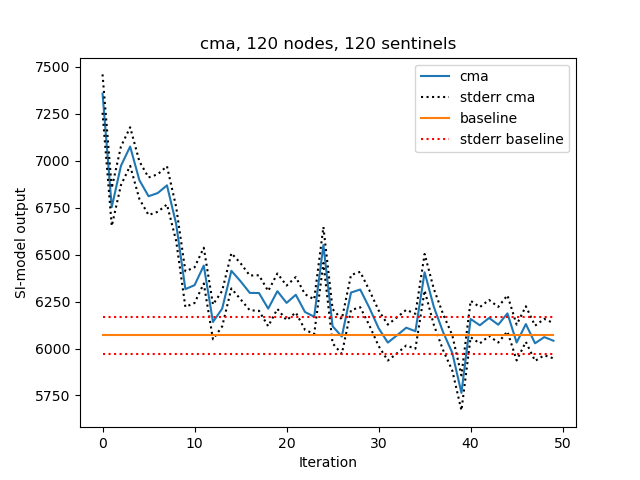 cma, 120 nodes, 120 sentinels
7500
7250
7000
6750
6500
6250
6000
5750
SI-model output
cma
stderr cma
baseline
stderr baseline
0
10
20
30
40
50
Iteration